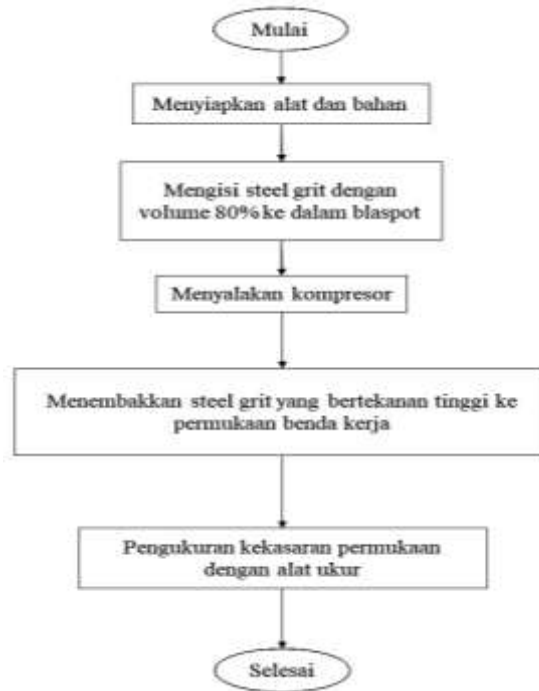 Mulai
Menyiapkan alat dan bahan
Mengisi steel grit dengan
volume 80% ke dalam blaspot
Menyalakan kompresor
Menembakkan steel grit yang bertekanan tinggi ke
permukaan benda kerja
Pengukuran kekasaran permukaan
dengan alat ukur
Selesai